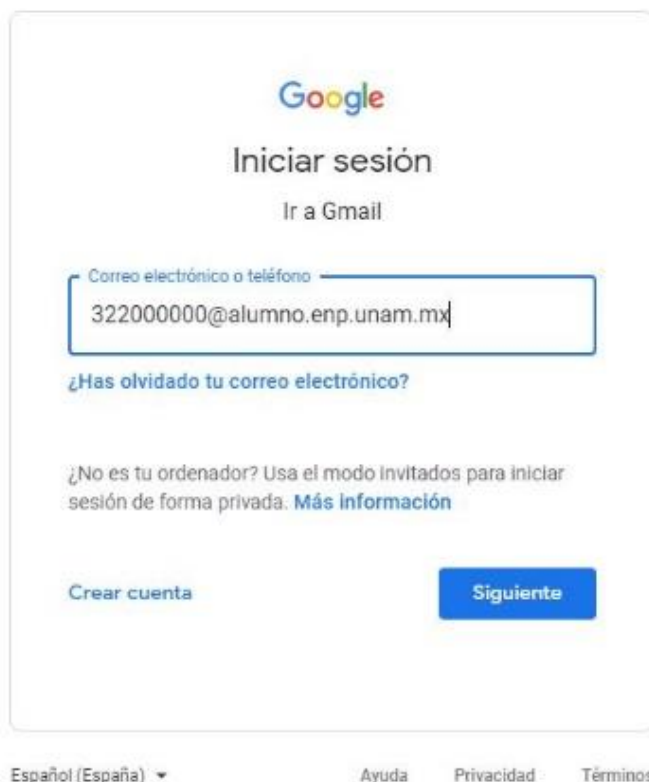 Google
Iniciar sesión
Ir a Gmail
Correo electrónico o teléfono
322000000@alumno.enp.unam.mx
¿Has olvidado tu correo electrónico?
¿No es tu ordenador? Usa el modo invitados para iniciar
sesión de forma privada. Más información
Crear cuenta Siguiente
Español (España) Ayuda Privacidad Términos